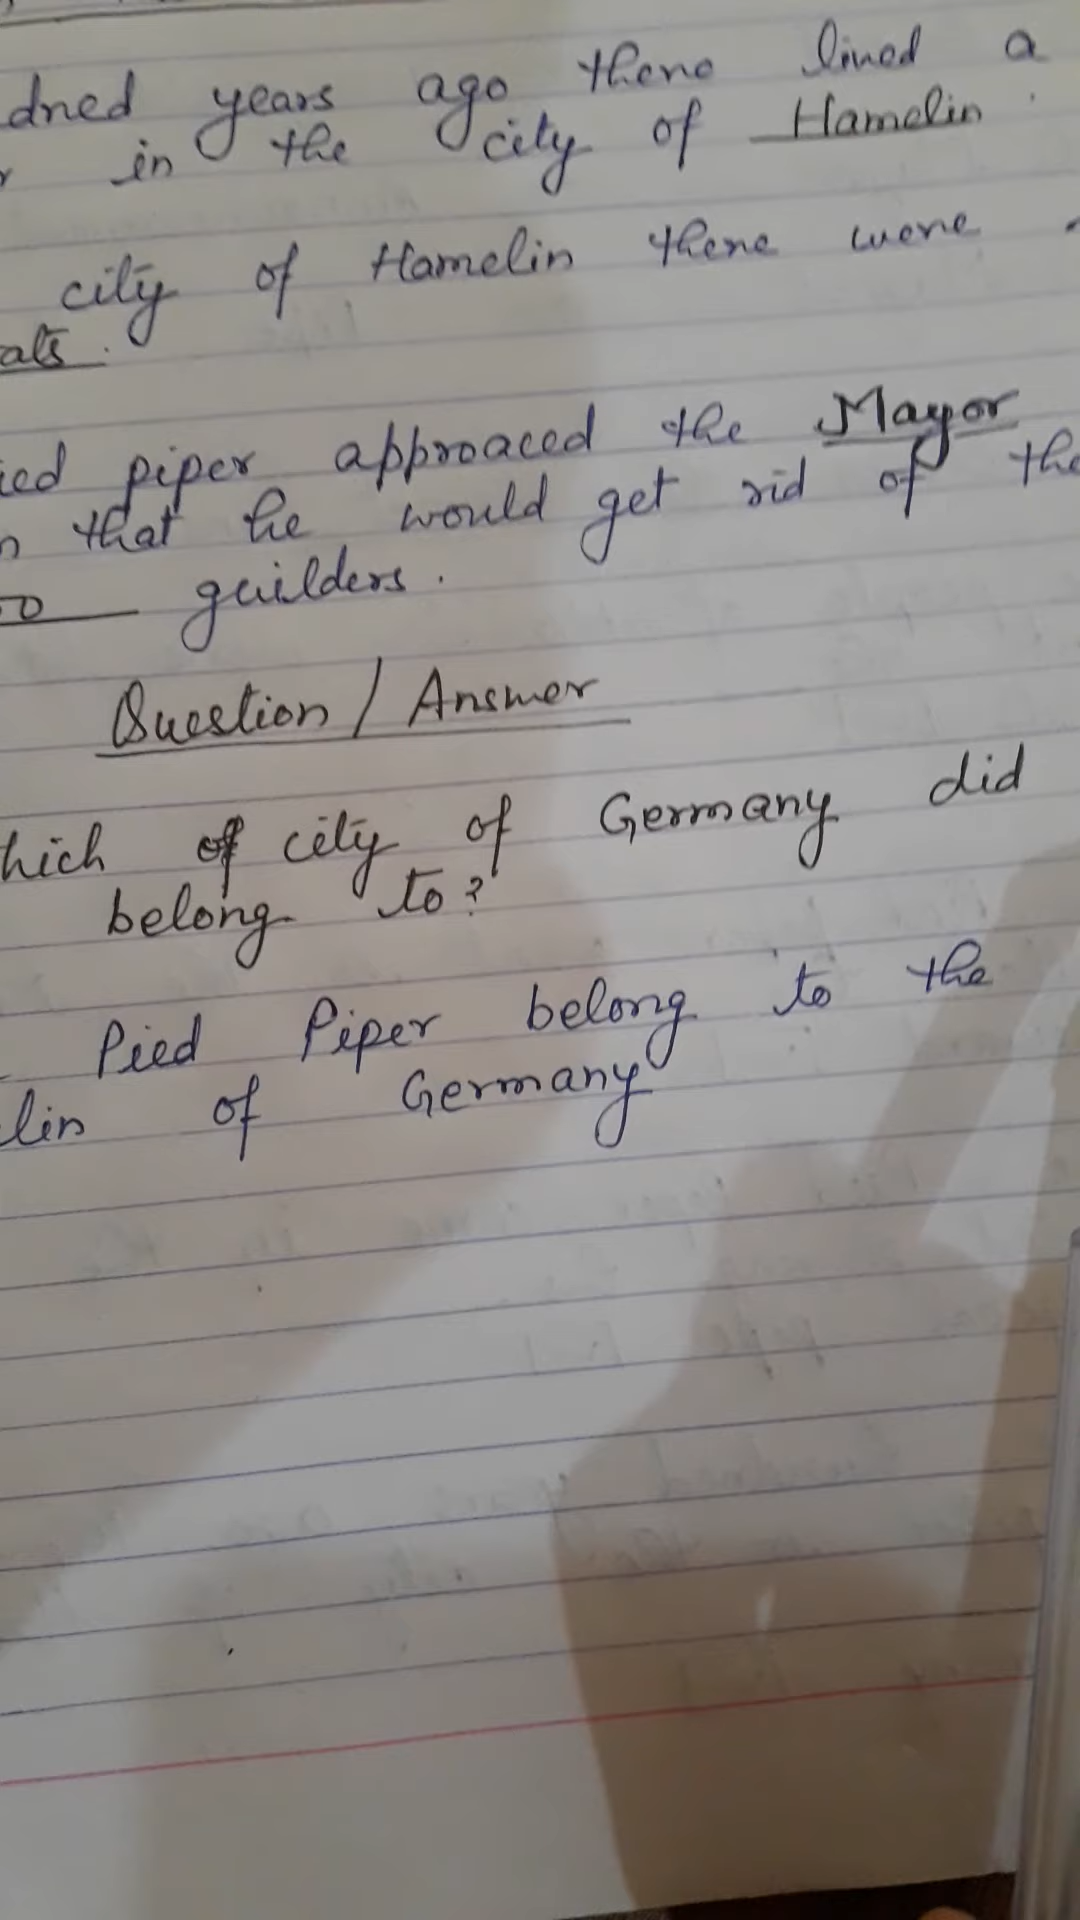 dred years ago there lived a
in the city of Hamelin.
city of Hamelin there were
ats.
ied piper approaced the Mayor
n that he would get rid of the
guilders.
Question / Answer
hich of city of Germany did
belong to?
Pied Piper belong to the
lin of Germany